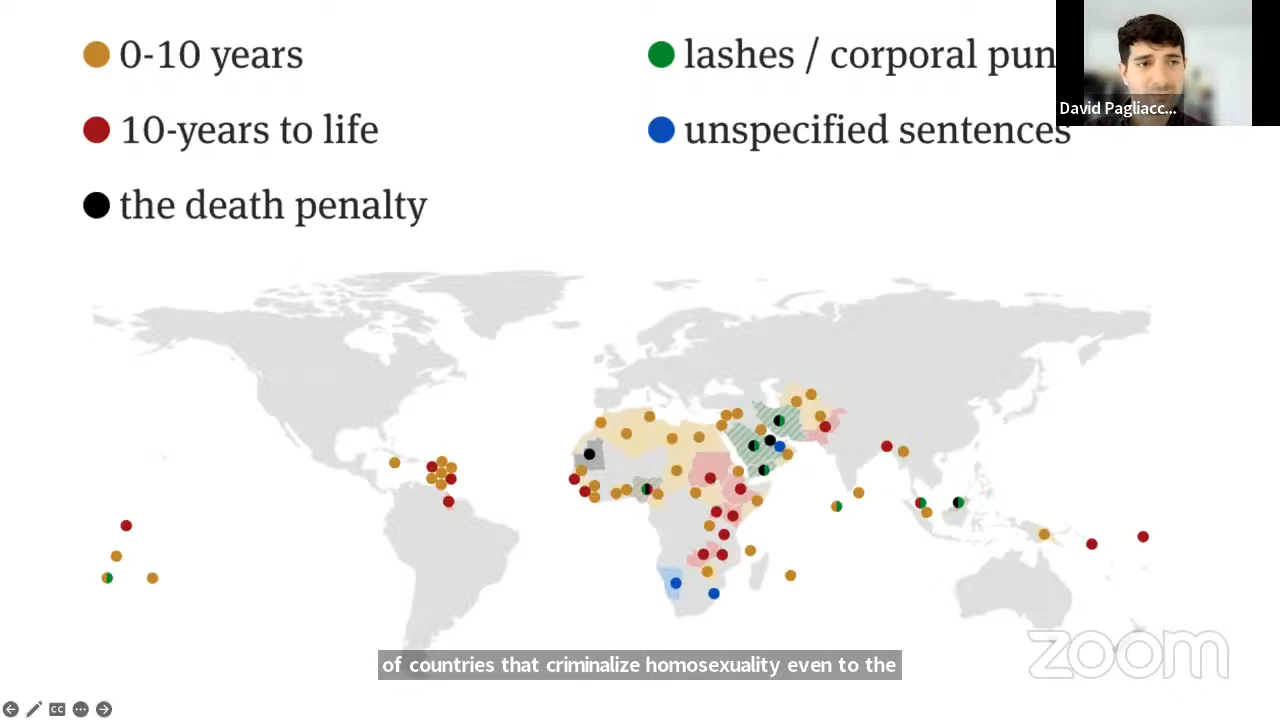 0-10 years
lashes / corporal pun
10-years to life
unspecified sentences
the death penalty
David Pagliacc...
of countries that criminalize homosexuality even to the
zoom
CC